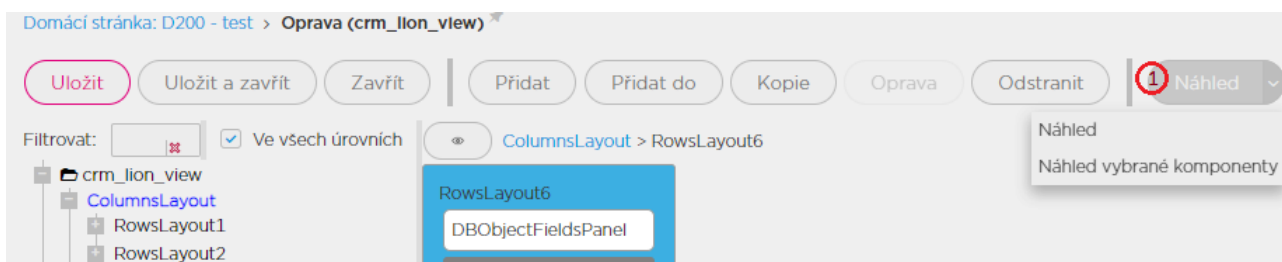 Domácí stránka: D200 - test > Oprava (crm_lion_view)
Uložit Uložit a zavřít Zavřít Přidat Přidat do Kopie Oprava Odstranit 1 Náhled
Náhled
Náhled vybrané komponenty
Filtrovat: Ve všech úrovních ColumnsLayout > RowsLayout6
crm_lion_view
ColumnsLayout
RowsLayout1
RowsLayout2
RowsLayout6
DBObjectFieldsPanel